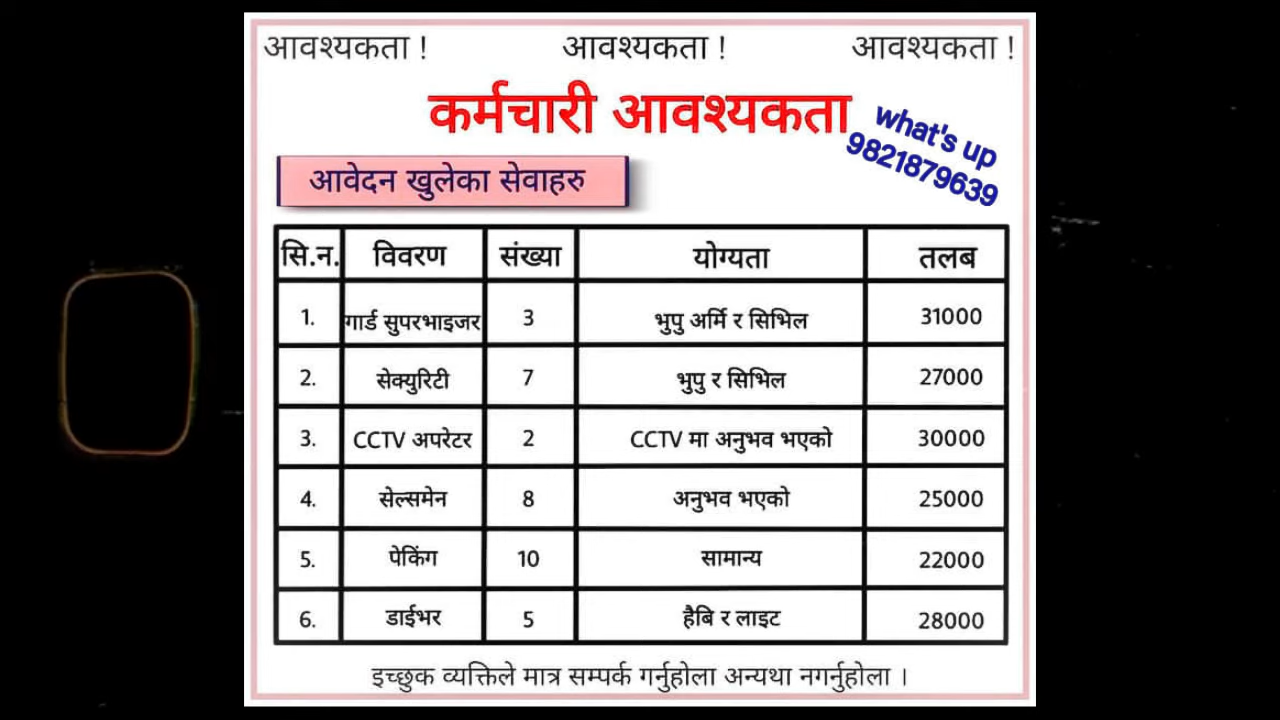 आवश्यकता ! आवश्यकता ! आवश्यकता !
कर्मचारी आवश्यकता
what's up
9821879639
आवेदन खुलेका सेवाहरु
सि.न. विवरण संख्या योग्यता तलब
1. गार्ड सुपरभाइजर 3 भुपु अर्मि र सिभिल 31000
2. सेक्युरिटी 7 भुपु र सिभिल 27000
3. CCTV अपरेटर 2 CCTV मा अनुभव भएको 30000
4. सेल्समेन 8 अनुभव भएको 25000
5. पेकिंग 10 सामान्य 22000
6. डाईभर 5 हैबि र लाइट 28000
इच्छुक व्यक्तिले मात्र सम्पर्क गर्नुहोला अन्यथा नगर्नुहोला ।